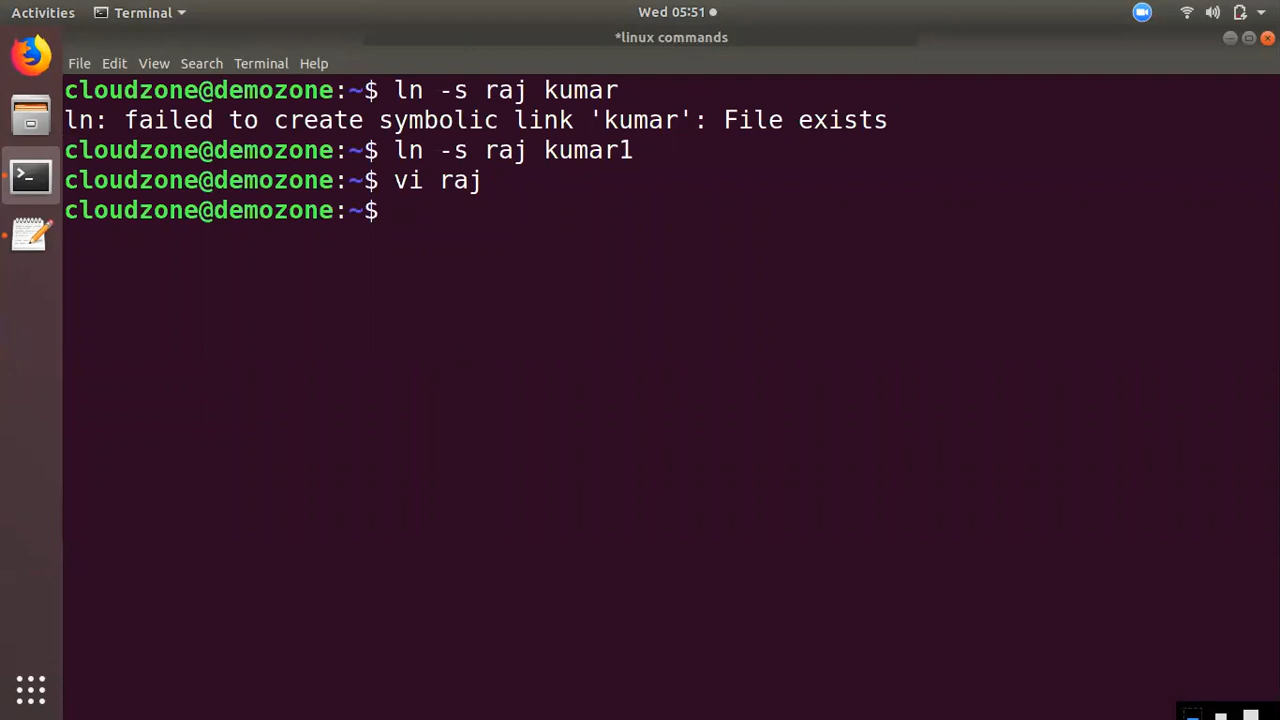 Activities
Terminal
Wed 05:51
*linux commands
File Edit View Search Terminal Help
cloudzone@demozone:~$ ln -s raj kumar
ln: failed to create symbolic link 'kumar': File exists
cloudzone@demozone:~$ ln -s raj kumar1
cloudzone@demozone:~$ vi raj
cloudzone@demozone:~$